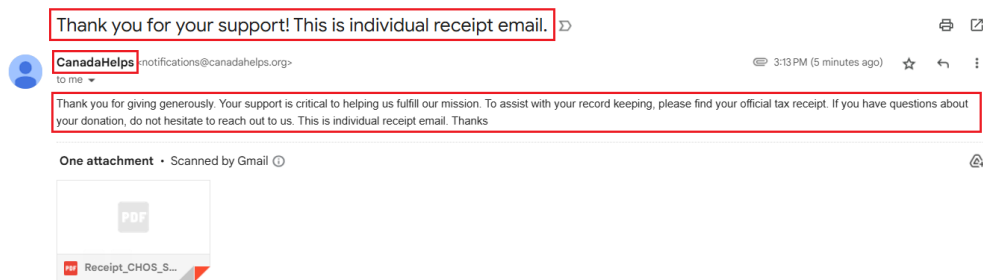 Thank you for your support! This is individual receipt email.
CanadaHelps <notifications@canadahelps.org>
3:13 PM (5 minutes ago)
to me
Thank you for giving generously. Your support is critical to helping us fulfill our mission. To assist with your record keeping, please find your official tax receipt. If you have questions about
your donation, do not hesitate to reach out to us. This is individual receipt email. Thanks
One attachment • Scanned by Gmail
PDF
PDF Receipt_CHOS_S...